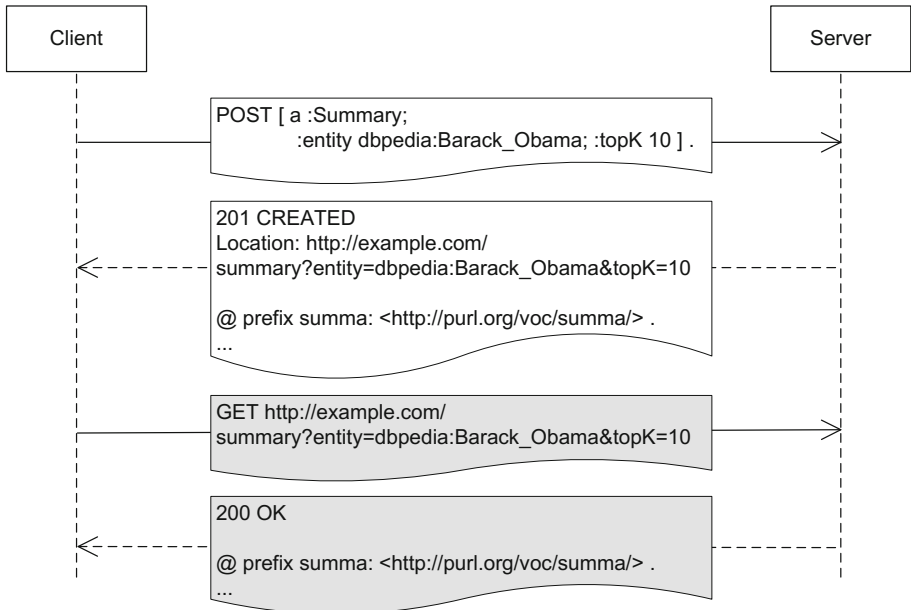 Client
Server
POST [ a :Summary;
:entity dbpedia:Barack_Obama; :topK 10 ] .
201 CREATED
Location: http://example.com/
summary?entity=dbpedia:Barack_Obama&topK=10
@ prefix summa: <http://purl.org/voc/summa/> .
...
GET http://example.com/
summary?entity=dbpedia:Barack_Obama&topK=10
200 OK
@ prefix summa: <http://purl.org/voc/summa/> .
...